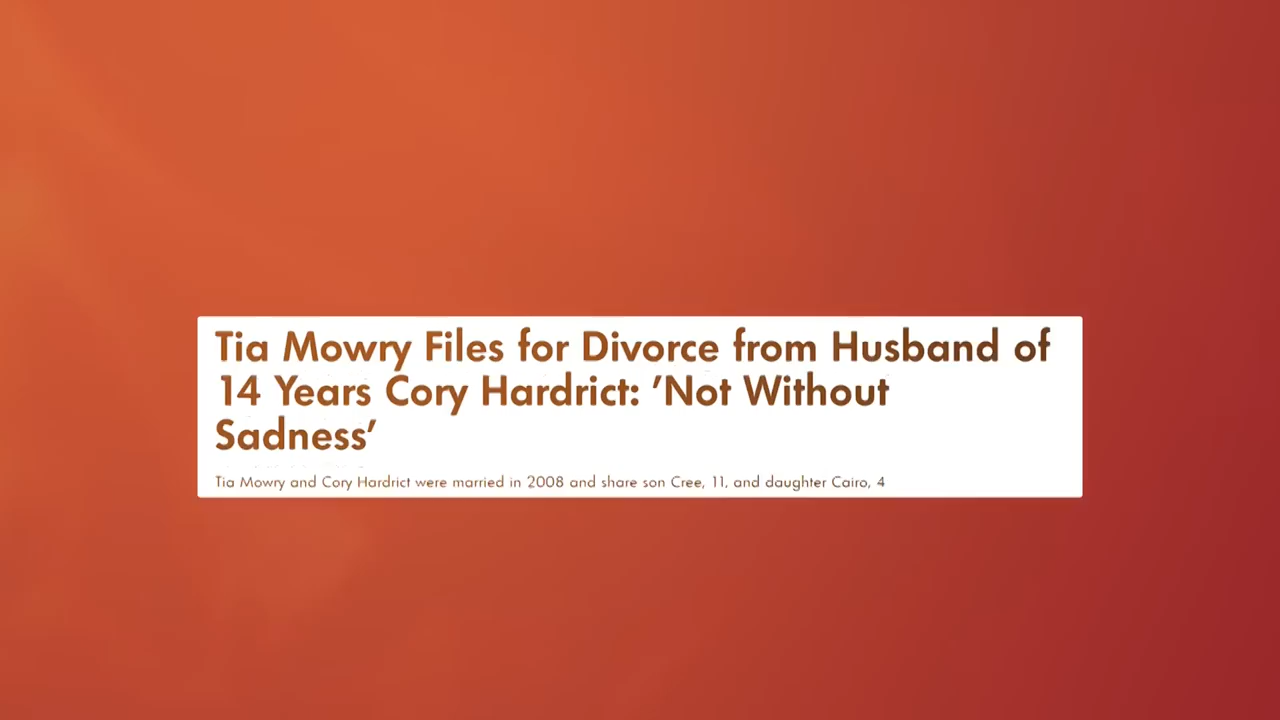 Tia Mowry Files for Divorce from Husband of
14 Years Cory Hardrict: 'Not Without
Sadness'
Tia Mowry and Cory Hardrict were married in 2008 and share son Cree, 11, and daughter Cairo, 4